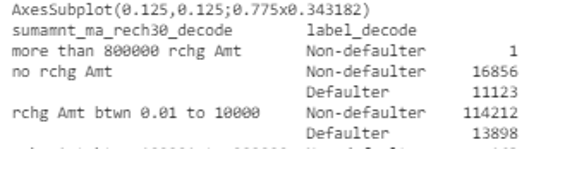 AxesSubplot(0.125,0.125;0.775x0.343182)
sumamnt_ma_rech30_decode label_decode
more than 800000 rchg Amt Non-defaulter 1
no rchg Amt Non-defaulter 16856
Defaulter 11123
rchg Amt btwn 0.01 to 10000 Non-defaulter 114212
Defaulter 13898